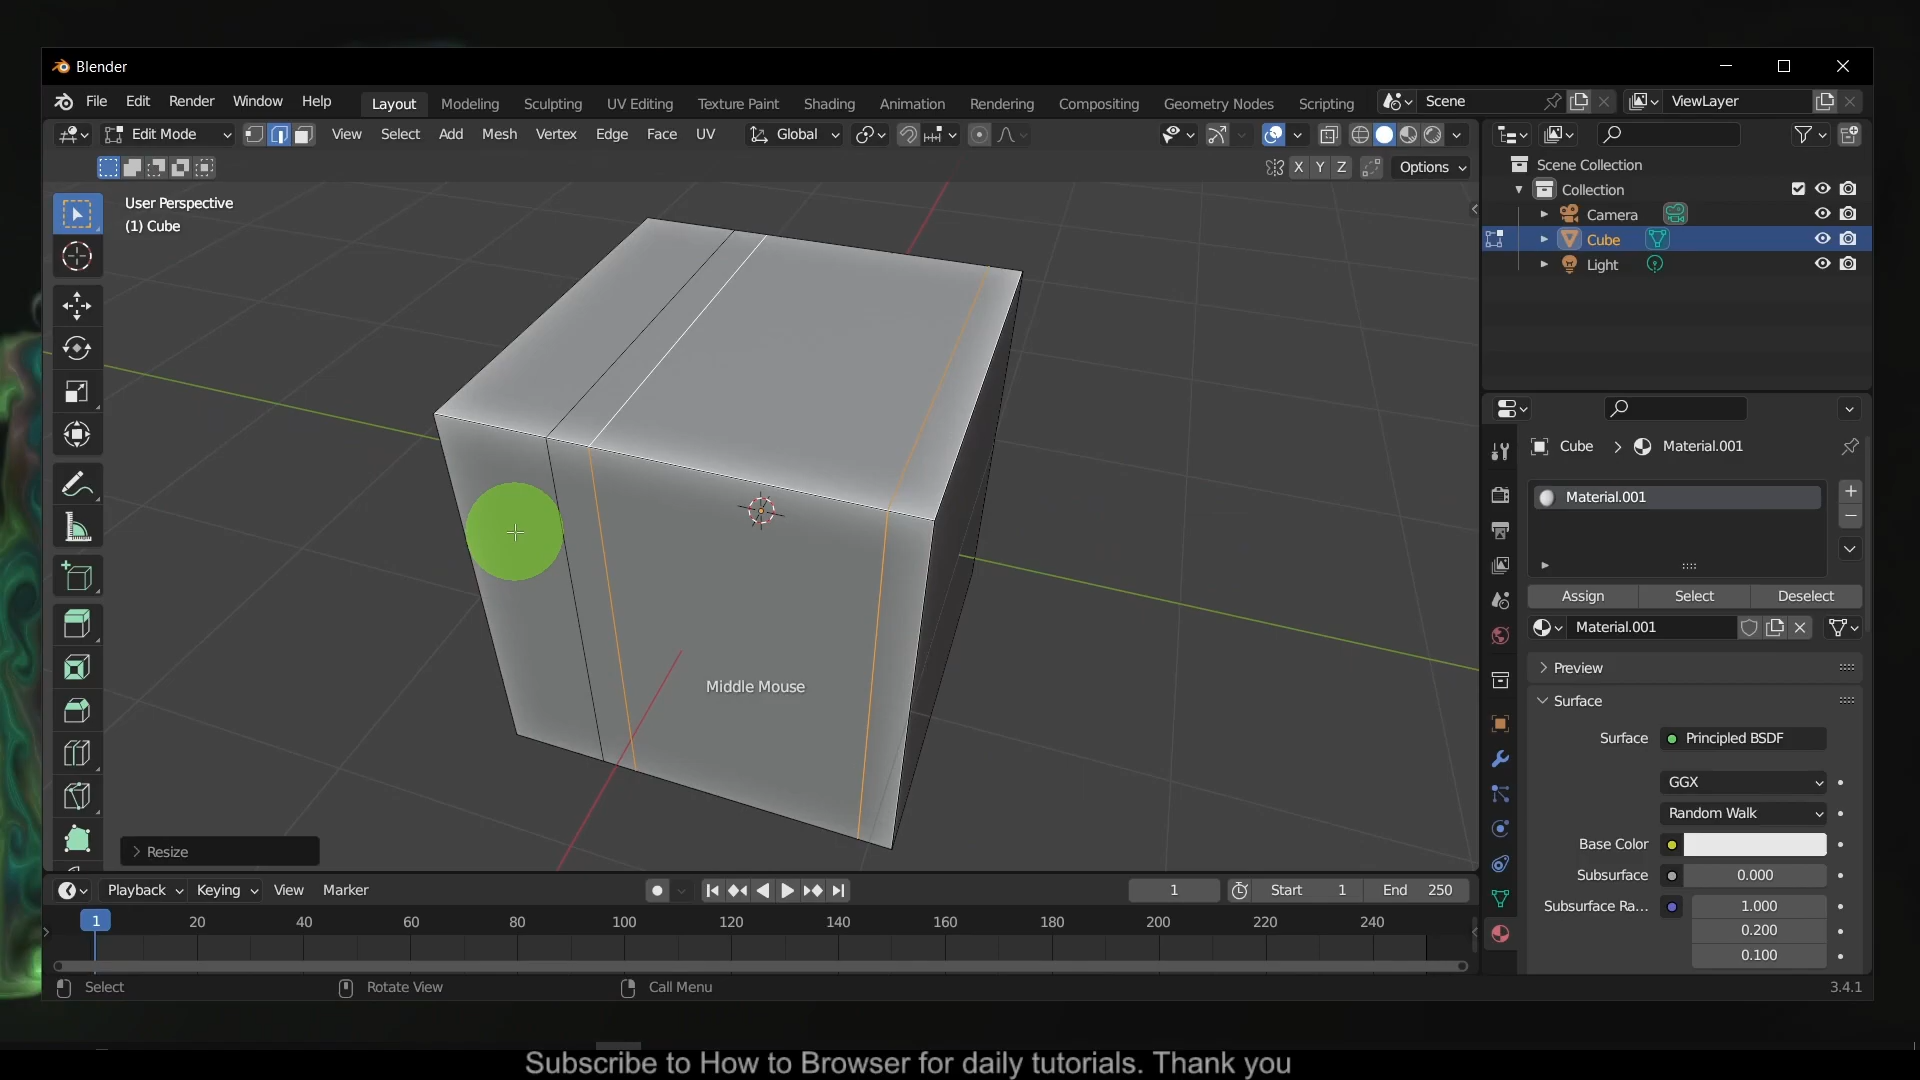 Blender
File Edit Render Window Help Layout Modeling Sculpting UV Editing Texture Paint Shading Animation Rendering Compositing Geometry Nodes Scripting Scene ViewLayer
Edit Mode View Select Add Mesh Vertex Edge Face UV Global
X Y Z Options
Scene Collection
Collection
Camera
Cube
Light
User Perspective
(1) Cube
Cube > Material.001
Material.001
Assign Select Deselect
Material.001
Preview
Surface
Surface Principled BSDF
GGX
Random Walk
Base Color
Subsurface 0.000
Subsurface Ra... 1.000
0.200
0.100
Middle Mouse
Resize
Playback Keying View Marker 1 Start 1 End 250
1 20 40 60 80 100 120 140 160 180 200 220 240
Select Rotate View Call Menu 3.4.1
Subscribe to How to Browser for daily tutorials. Thank you